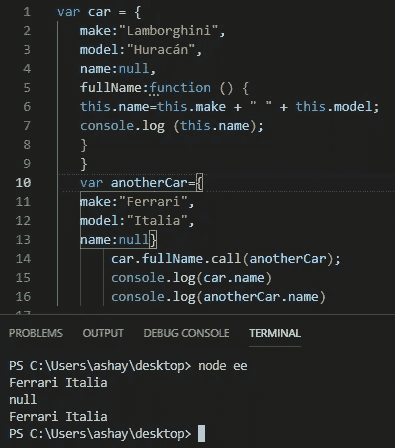 1 var car = {
2 make:"Lamborghini",
3 model:"Huracán",
4 name:null,
5 fullName:function () {
6 this.name=this.make + " " + this.model;
7 console.log (this.name);
8 }
9 }
10 var anotherCar={
11 make:"Ferrari",
12 model:"Italia",
13 name:null}
14 car.fullName.call(anotherCar);
15 console.log(car.name)
16 console.log(anotherCar.name)
17
PROBLEMS OUTPUT DEBUG CONSOLE TERMINAL
PS C:\Users\ashay\desktop> node ee
Ferrari Italia
null
Ferrari Italia
PS C:\Users\ashay\desktop>